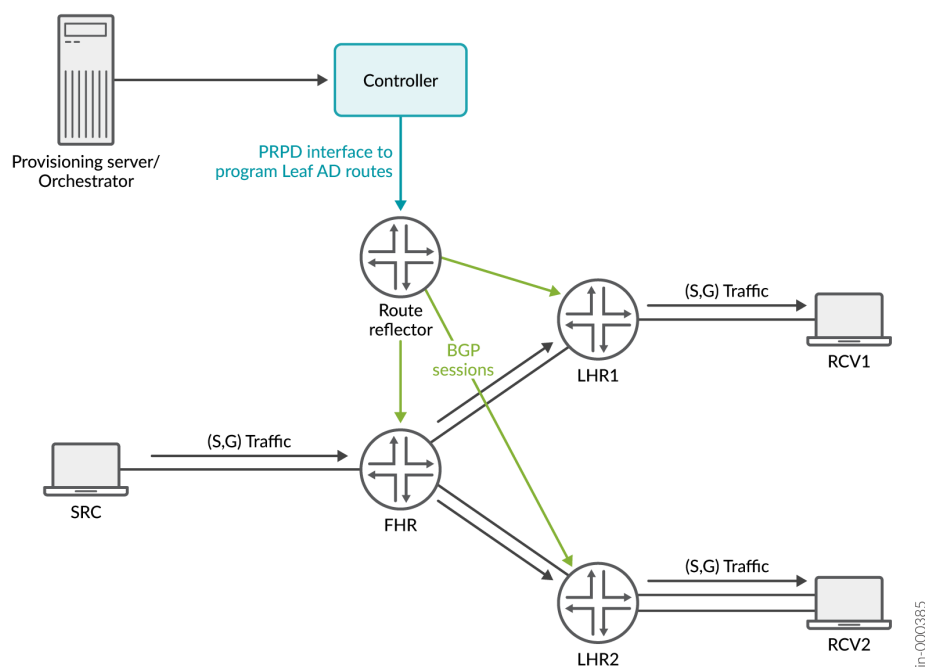 Controller
Provisioning server/
Orchestrator
PRPD interface to
program Leaf AD routes
Route
reflector
BGP
sessions
(S,G) Traffic
RCV1
LHR1
(S,G) Traffic
SRC
FHR
(S,G) Traffic
RCV2
LHR2
jn-000385